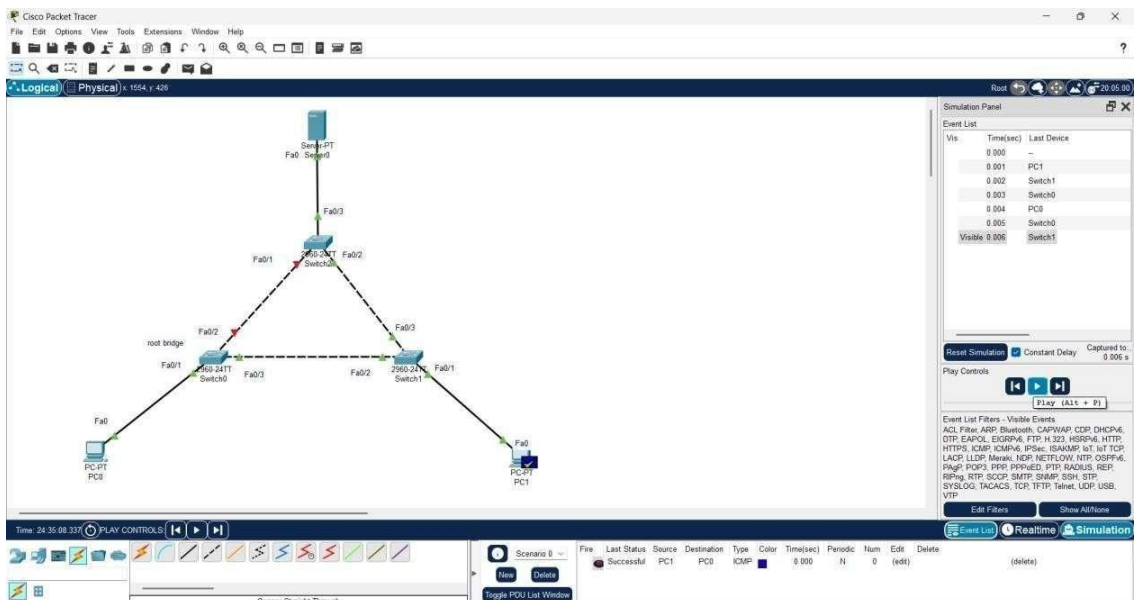 Cisco Packet Tracer
File Edit Options View Tools Extensions Window Help
Logical Physical x: 1554, y: 426 Root 20:05:00
Server-PT
Fa0 Server0
Fa0/3
2960-24TT Fa0/2
Fa0/1 Switch2
Fa0/2 Fa0/3
root bridge
Fa0/1 2960-24TT Fa0/3 Fa0/2 2960-24TT Fa0/1
Switch0 Switch1
Fa0 Fa0
PC-PT PC-PT
PC0 PC1
Simulation Panel
Event List
Vis. Time(sec) Last Device
0.000 --
0.001 PC1
0.002 Switch1
0.003 Switch0
0.004 PC0
0.005 Switch0
Visible 0.006 Switch1
Reset Simulation Constant Delay Captured to..
0.006 s
Play Controls
Play (Alt + P)
Event List Filters - Visible Events
ACL Filter, ARP, Bluetooth, CAPWAP, CDP, DHCPv6,
DTP, EAPOL, EIGRPv6, FTP, H.323, HSRPv6, HTTP,
HTTPS, ICMP, ICMPv6, IPSec, ISAKMP, IoT, IoT TCP,
LACP, LLDP, Meraki, NDP, NETFLOW, NTP, OSPFv6,
PAgP, POP3, PPP, PPPoED, PTP, RADIUS, REP,
RIPng, RTP, SCCP, SMTP, SNMP, SSH, STP,
SYSLOG, TACACS, TCP, TFTP, Telnet, UDP, USB,
VTP
Edit Filters Show All/None
Time: 24:35:08.337 PLAY CONTROLS: Event List Realtime Simulation
Scenario 0
New Delete
Toggle PDU List Window
Fire Last Status Source Destination Type Color Time(sec) Periodic Num Edit Delete
Successful PC1 PC0 ICMP 0.000 N 0 (edit) (delete)